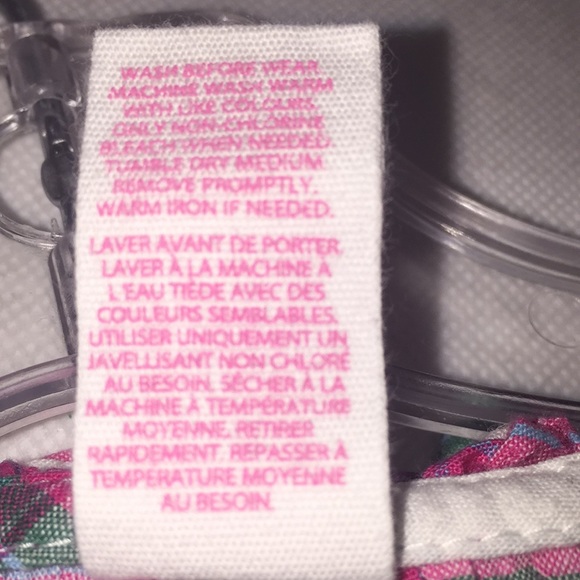 WASH BEFORE WEAR.
MACHINE WASH WARM
WITH LIKE COLOURS.
ONLY NON-CHLORINE
BLEACH WHEN NEEDED.
TUMBLE DRY MEDIUM.
REMOVE PROMPTLY.
WARM IRON IF NEEDED.
LAVER AVANT DE PORTER.
LAVER À LA MACHINE À
L'EAU TIÈDE AVEC DES
COULEURS SEMBLABLES.
UTILISER UNIQUEMENT UN
JAVELLISANT NON CHLORÉ
AU BESOIN. SÉCHER À LA
MACHINE À TEMPÉRATURE
MOYENNE. RETIRER
RAPIDEMENT. REPASSER À
TEMPÉRATURE MOYENNE
AU BESOIN.